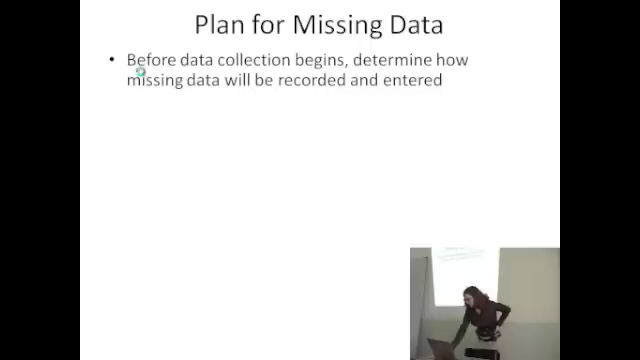 Plan for Missing Data
• Before data collection begins, determine how
missing data will be recorded and entered